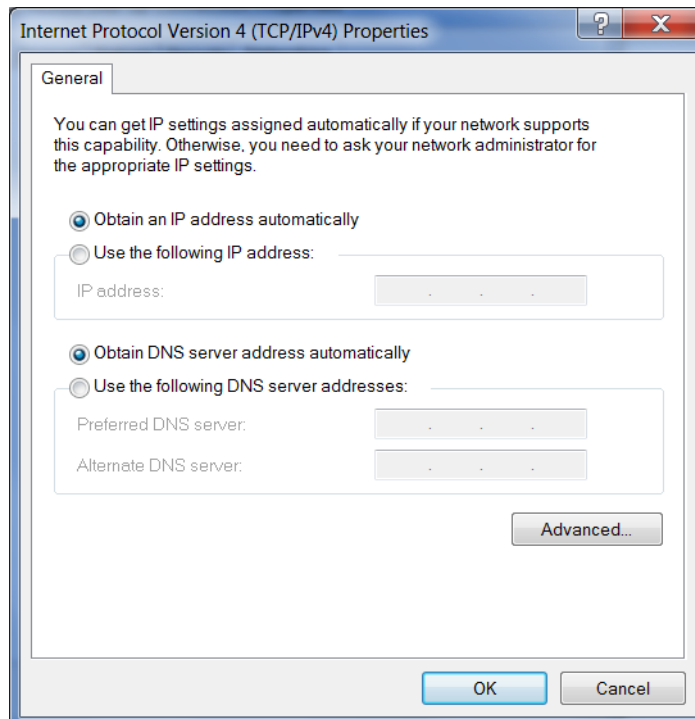 Internet Protocol Version 4 (TCP/IPv4) Properties
?
X
General
You can get IP settings assigned automatically if your network supports
this capability. Otherwise, you need to ask your network administrator for
the appropriate IP settings.
Obtain an IP address automatically
Use the following IP address:
IP address:
Obtain DNS server address automatically
Use the following DNS server addresses:
Preferred DNS server:
Alternate DNS server:
Advanced...
OK Cancel